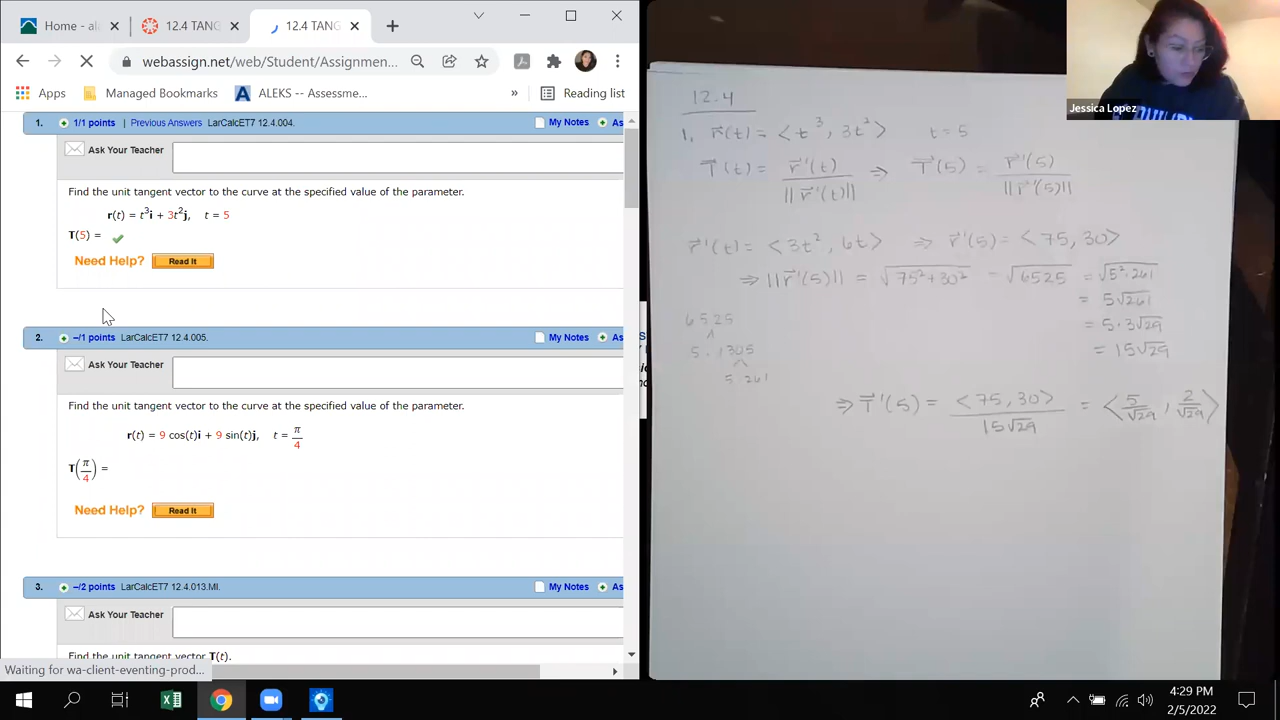 Home - ale
12.4 TANG
12.4 TANG
webassign.net/web/Student/Assignmen...
Apps
Managed Bookmarks
ALEKS -- Assessme...
»
Reading list
1.
1/1 points | Previous Answers LarCalcET7 12.4.004.
My Notes
As
Ask Your Teacher
Find the unit tangent vector to the curve at the specified value of the parameter.
r(t) = t³i + 3t²j, t = 5
T(5) =
Need Help? Read It
2.
–/1 points LarCalcET7 12.4.005.
My Notes
As
Ask Your Teacher
Find the unit tangent vector to the curve at the specified value of the parameter.
r(t) = 9 cos(t)i + 9 sin(t)j, t = π/4
T(π/4) =
Need Help? Read It
3.
–/2 points LarCalcET7 12.4.013.MI.
My Notes
As
Ask Your Teacher
Find the unit tangent vector T(t).
Waiting for wa-client-eventing-prod...
12.4
1. r⃗(t) = <t³, 3t²> t=5
T⃗(t) = r⃗'(t)/||r⃗'(t)|| ⇒ T⃗(5) = r⃗'(5)/||r⃗'(5)||
r⃗'(t) = <3t², 6t> ⇒ r⃗'(5) = <75, 30>
⇒ ||r⃗'(5)|| = √75²+30² = √6525 = √5²·261
= 5√261
= 5·3√29
= 15√29
6525
5 · 1305
5 · 261
⇒ T⃗'(5) = <75, 30>/15√29 = <5/√29, 2/√29>
Jessica Lopez
4:29 PM
2/5/2022